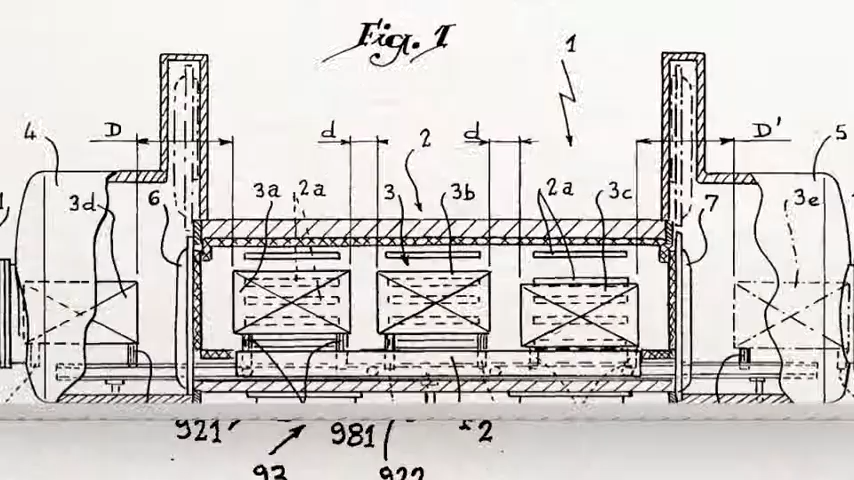 Fig. 1
1
4 D d d D' 5
2
3d 6 3a 2a 3 3b 2a 3c 7 3e
921 981 2
93 922